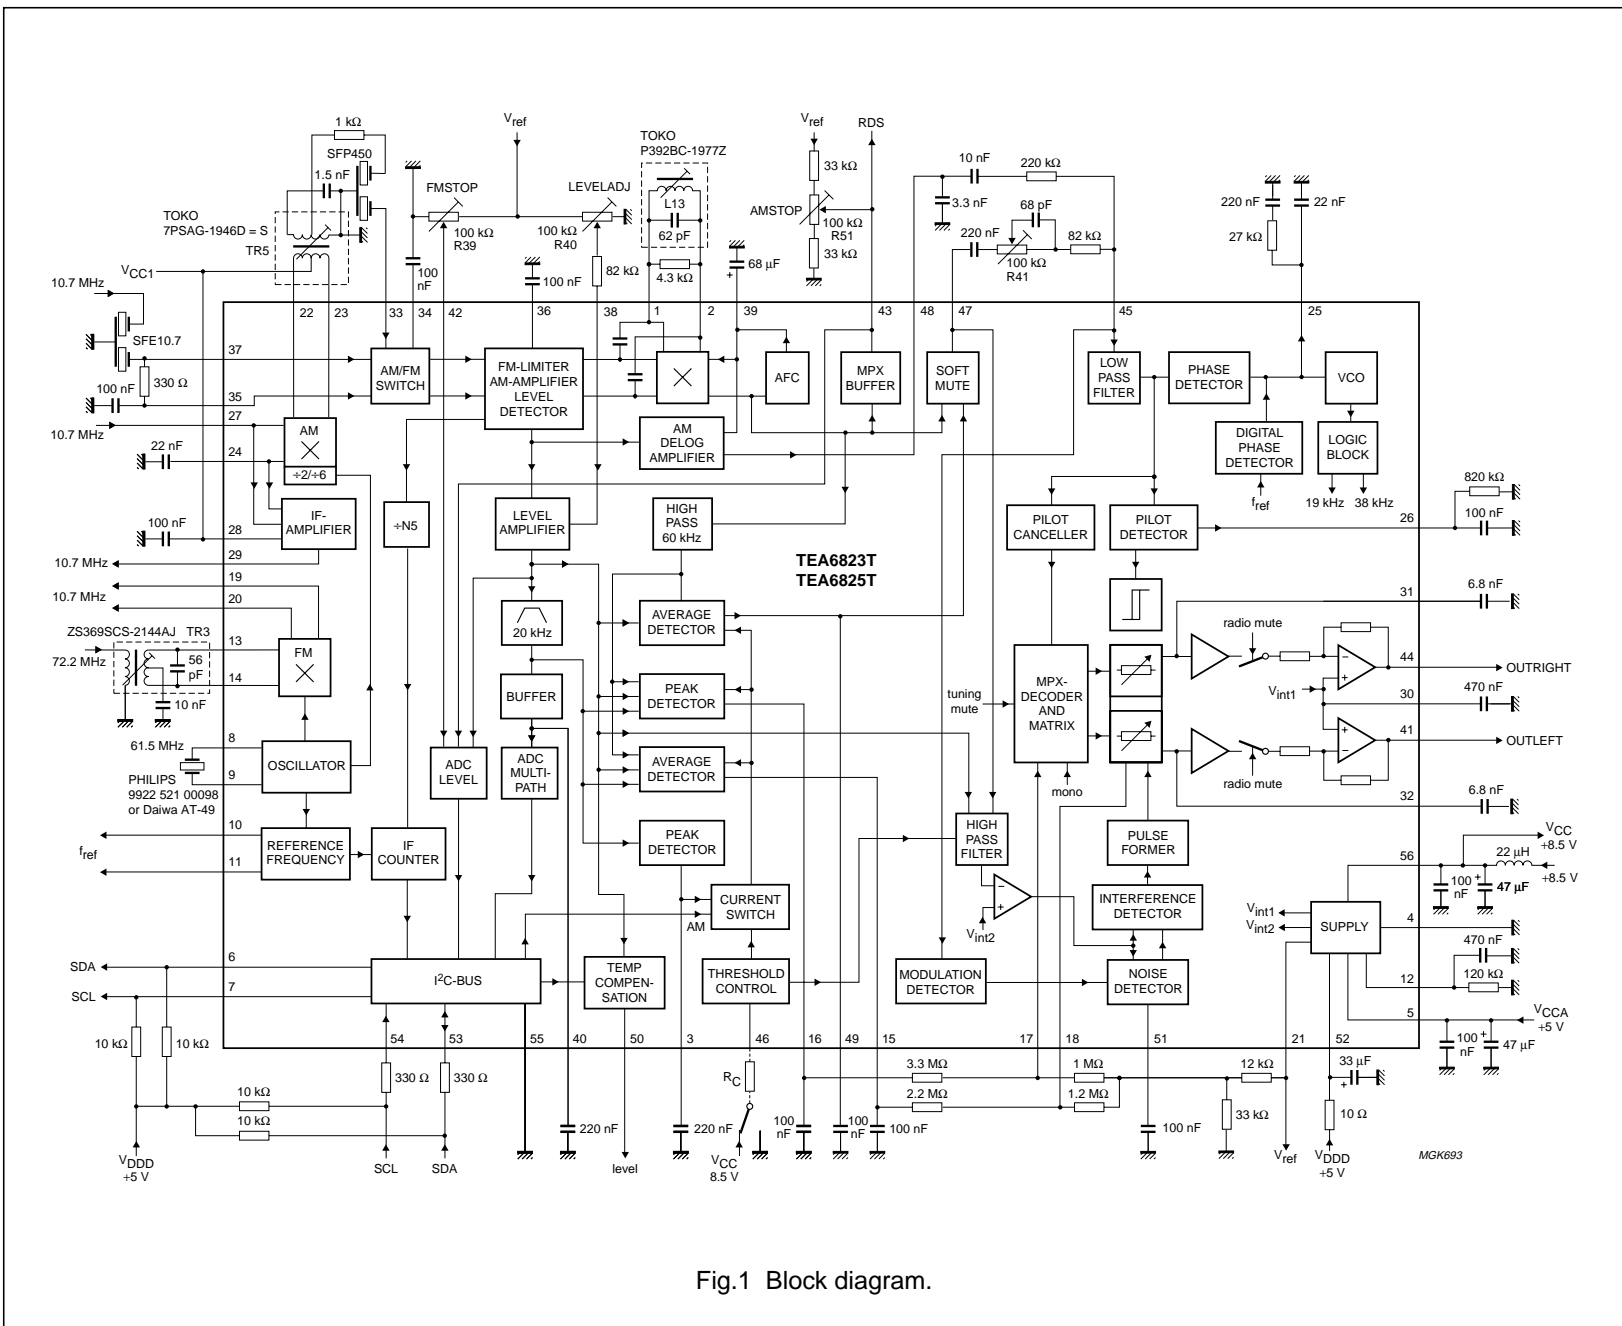 1 kΩ
SFP450
1.5 nF
TOKO
7PSAG-1946D = S
TR5
VCC1
10.7 MHz
SFE10.7
100 nF
330 Ω
10.7 MHz
22 nF
100 nF
10.7 MHz
10.7 MHz
ZS369SCS-2144AJ TR3
72.2 MHz
56
pF
10 nF
61.5 MHz
PHILIPS
9922 521 00098
or Daiwa AT-49
fref
SDA
SCL
Vref
FMSTOP
100 kΩ
R39
LEVELADJ
100 kΩ
R40
100
nF
100 nF
82 kΩ
TOKO
P392BC-1977Z
L13
62 pF
4.3 kΩ
+
68 μF
Vref
33 kΩ
AMSTOP
100 kΩ
R51
33 kΩ
RDS
10 nF
220 kΩ
3.3 nF
68 pF
220 nF
82 kΩ
100 kΩ
R41
220 nF
22 nF
27 kΩ
22
23
33
34
42
36
38
1
2
39
43
48
47
45
25
37
35
27
24
28
29
19
20
13
14
8
9
10
11
6
7
AM/FM
SWITCH
FM-LIMITER
AM-AMPLIFIER
LEVEL
DETECTOR
AFC
MPX
BUFFER
SOFT
MUTE
LOW
PASS
FILTER
PHASE
DETECTOR
VCO
AM
÷2/÷6
AM
DELOG
AMPLIFIER
DIGITAL
PHASE
DETECTOR
LOGIC
BLOCK
fref
19 kHz
38 kHz
IF-
AMPLIFIER
÷N5
LEVEL
AMPLIFIER
HIGH
PASS
60 kHz
PILOT
CANCELLER
PILOT
DETECTOR
TEA6823T
TEA6825T
20 kHz
AVERAGE
DETECTOR
FM
BUFFER
PEAK
DETECTOR
tuning
mute
MPX-
DECODER
AND
MATRIX
mono
radio mute
−
+
Vint1
+
−
radio mute
OSCILLATOR
ADC
LEVEL
ADC
MULTI-
PATH
AVERAGE
DETECTOR
REFERENCE
FREQUENCY
IF
COUNTER
PEAK
DETECTOR
HIGH
PASS
FILTER
PULSE
FORMER
CURRENT
SWITCH
AM
−
+
Vint2
INTERFERENCE
DETECTOR
I2C-BUS
TEMP
COMPEN-
SATION
THRESHOLD
CONTROL
MODULATION
DETECTOR
NOISE
DETECTOR
Vint1
Vint2
SUPPLY
820 kΩ
26
100 nF
31
6.8 nF
44
OUTRIGHT
30
470 nF
41
OUTLEFT
32
6.8 nF
VCC
+8.5 V
56
22 μH
+8.5 V
100
nF
+
47 μF
4
470 nF
12
120 kΩ
5
VCCA
+5 V
100
nF
+
47 μF
54
53
55
40
50
3
46
16
49
15
17
18
51
21
52
10 kΩ
10 kΩ
330 Ω
330 Ω
10 kΩ
10 kΩ
VDDD
+5 V
SCL
SDA
220 nF
level
220 nF
RC
VCC
8.5 V
100
nF
100
nF
100 nF
3.3 MΩ
1 MΩ
12 kΩ
2.2 MΩ
1.2 MΩ
100 nF
33 kΩ
Vref
33 μF
+
10 Ω
VDDD
+5 V
MGK693
Fig.1 Block diagram.